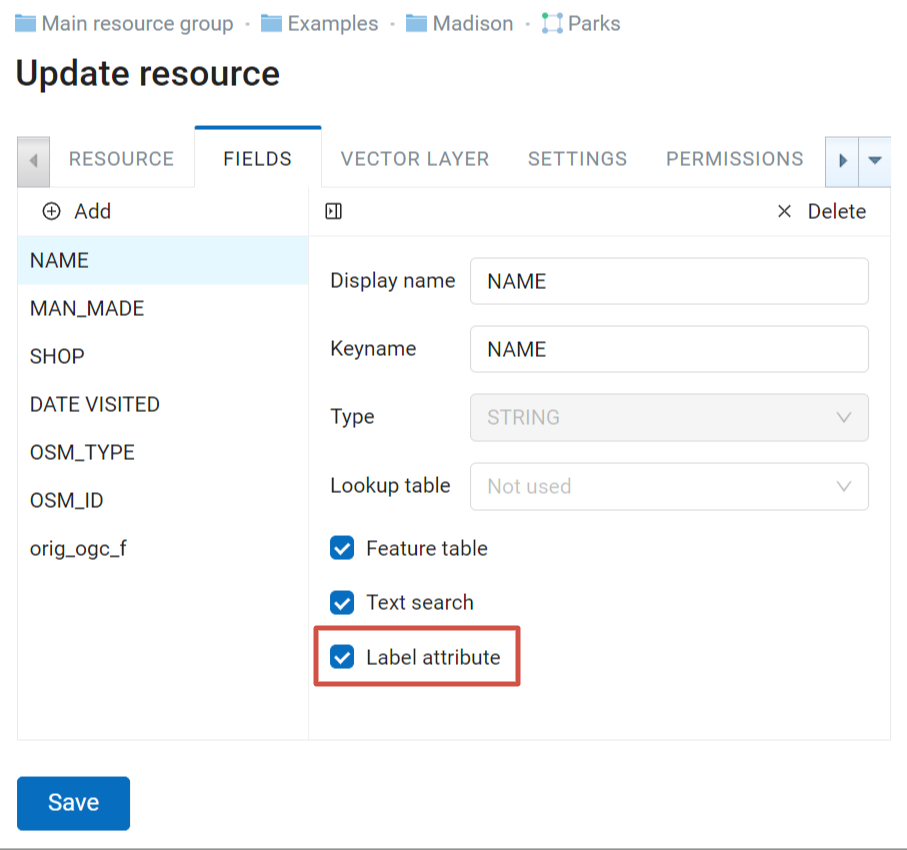 Main resource group · Examples · Madison · Parks
Update resource
RESOURCE FIELDS VECTOR LAYER SETTINGS PERMISSIONS
Add
Delete
NAME
MAN_MADE
SHOP
DATE VISITED
OSM_TYPE
OSM_ID
orig_ogc_f
Display name NAME
Keyname NAME
Type STRING
Lookup table Not used
Feature table
Text search
Label attribute
Save